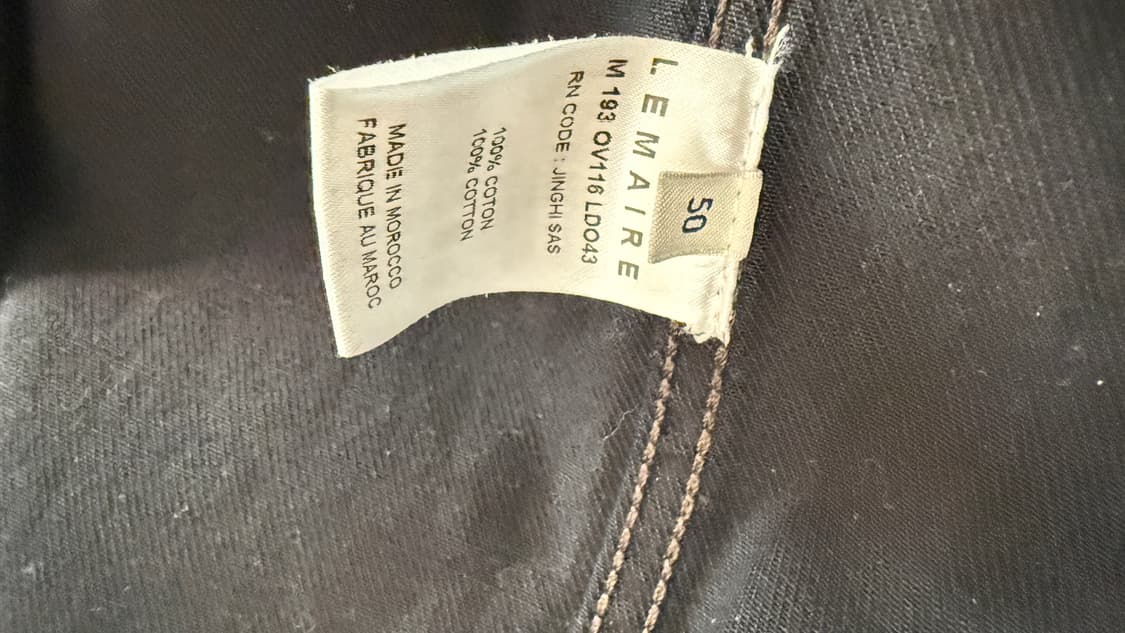 50
LEMAIRE
M 193 OV116 LD043
RN CODE : JINGHI SAS
100% COTON
100% COTTON
MADE IN MOROCCO
FABRIQUE AU MAROC